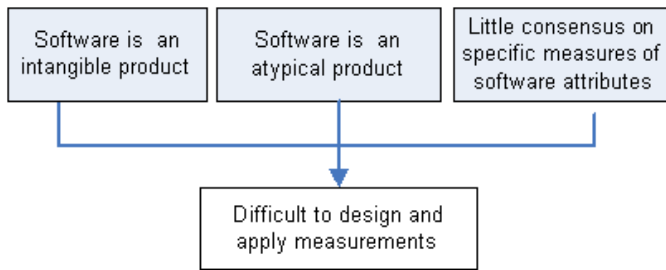 Software is an
intangible product
Software is an
atypical product
Little consensus on
specific measures of
software attributes
Difficult to design and
apply measurements